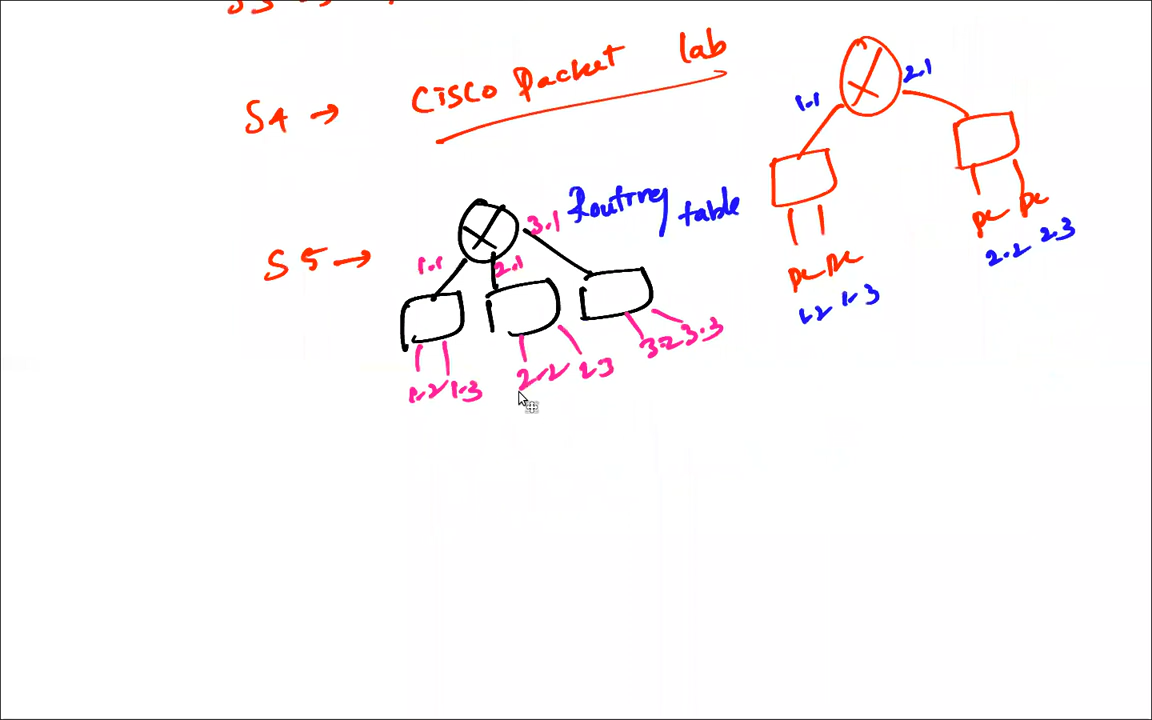 S4 → Cisco Packet lab
1.1 2.1
pc pc
2.2 2.3
pc pc
1.2 1.3
S5 → Routing table
3.1
1.1 2.1
3.2 3.3
1.2 1.3 2.2 2.3